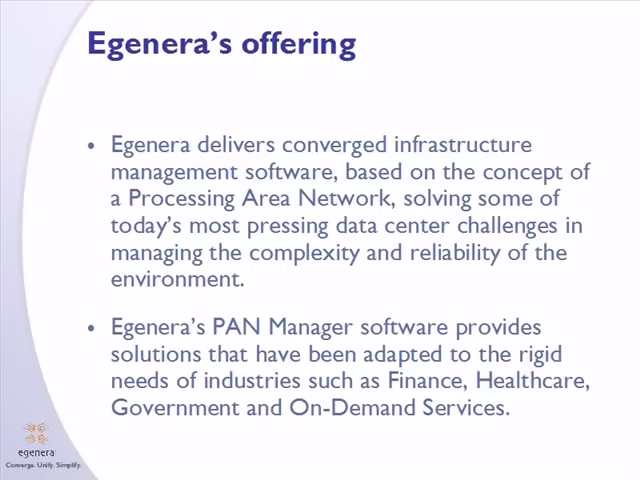 Egenera’s offering
• Egenera delivers converged infrastructure
management software, based on the concept of
a Processing Area Network, solving some of
today’s most pressing data center challenges in
managing the complexity and reliability of the
environment.
• Egenera’s PAN Manager software provides
solutions that have been adapted to the rigid
needs of industries such as Finance, Healthcare,
Government and On-Demand Services.
egenera
Converge. Unify. Simplify.